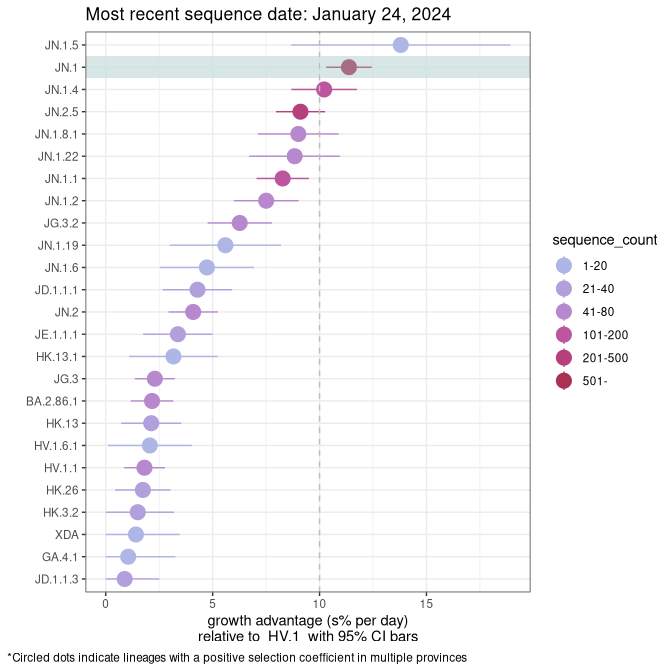 Most recent sequence date: January 24, 2024
JN.1.5
JN.1
JN.1.4
JN.2.5
JN.1.8.1
JN.1.22
JN.1.1
JN.1.2
JG.3.2
JN.1.19
JN.1.6
JD.1.1.1
JN.2
JE.1.1.1
HK.13.1
JG.3
BA.2.86.1
HK.13
HV.1.6.1
HV.1.1
HK.26
HK.3.2
XDA
GA.4.1
JD.1.1.3
0 5 10 15
growth advantage (s% per day)
relative to HV.1 with 95% CI bars
sequence_count
1-20
21-40
41-80
101-200
201-500
501-
*Circled dots indicate lineages with a positive selection coefficient in multiple provinces